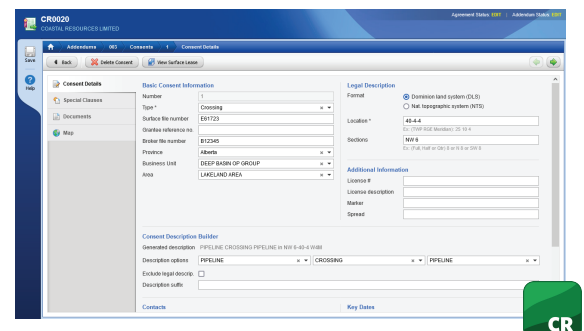 CR0020
COASTAL RESOURCES LIMITED
Agreement Status: EDIT | Addendum Status: EDIT
Save
Help
Addendums 003 Consents 1 Consent Details
Back Delete Consent View Surface Lease
Consent Details
Special Clauses
Documents
Map
Basic Consent Information
Number 1
Type * Crossing
Surface file number E61723
Grantee reference no.
Broker file number B12345
Province Alberta
Business Unit DEEP BASIN OP GROUP
Area LAKELAND AREA
Legal Description
Format Dominion land system (DLS)
Nat. topographic system (NTS)
Location * 40-4-4
Ex: (TWP RGE Meridian) 25 10 4
Sections NW 6
Ex: (Full, Half or Qtr) 8 or N 8 or SW 8
Additional Information
License #
License description
Marker
Spread
Consent Description Builder
Generated description PIPELINE CROSSING PIPELINE in NW 6-40-4 W4M
Description options PIPELINE CROSSING PIPELINE
Exclude legal descrip.
Description suffix
Contacts
Key Dates
CR